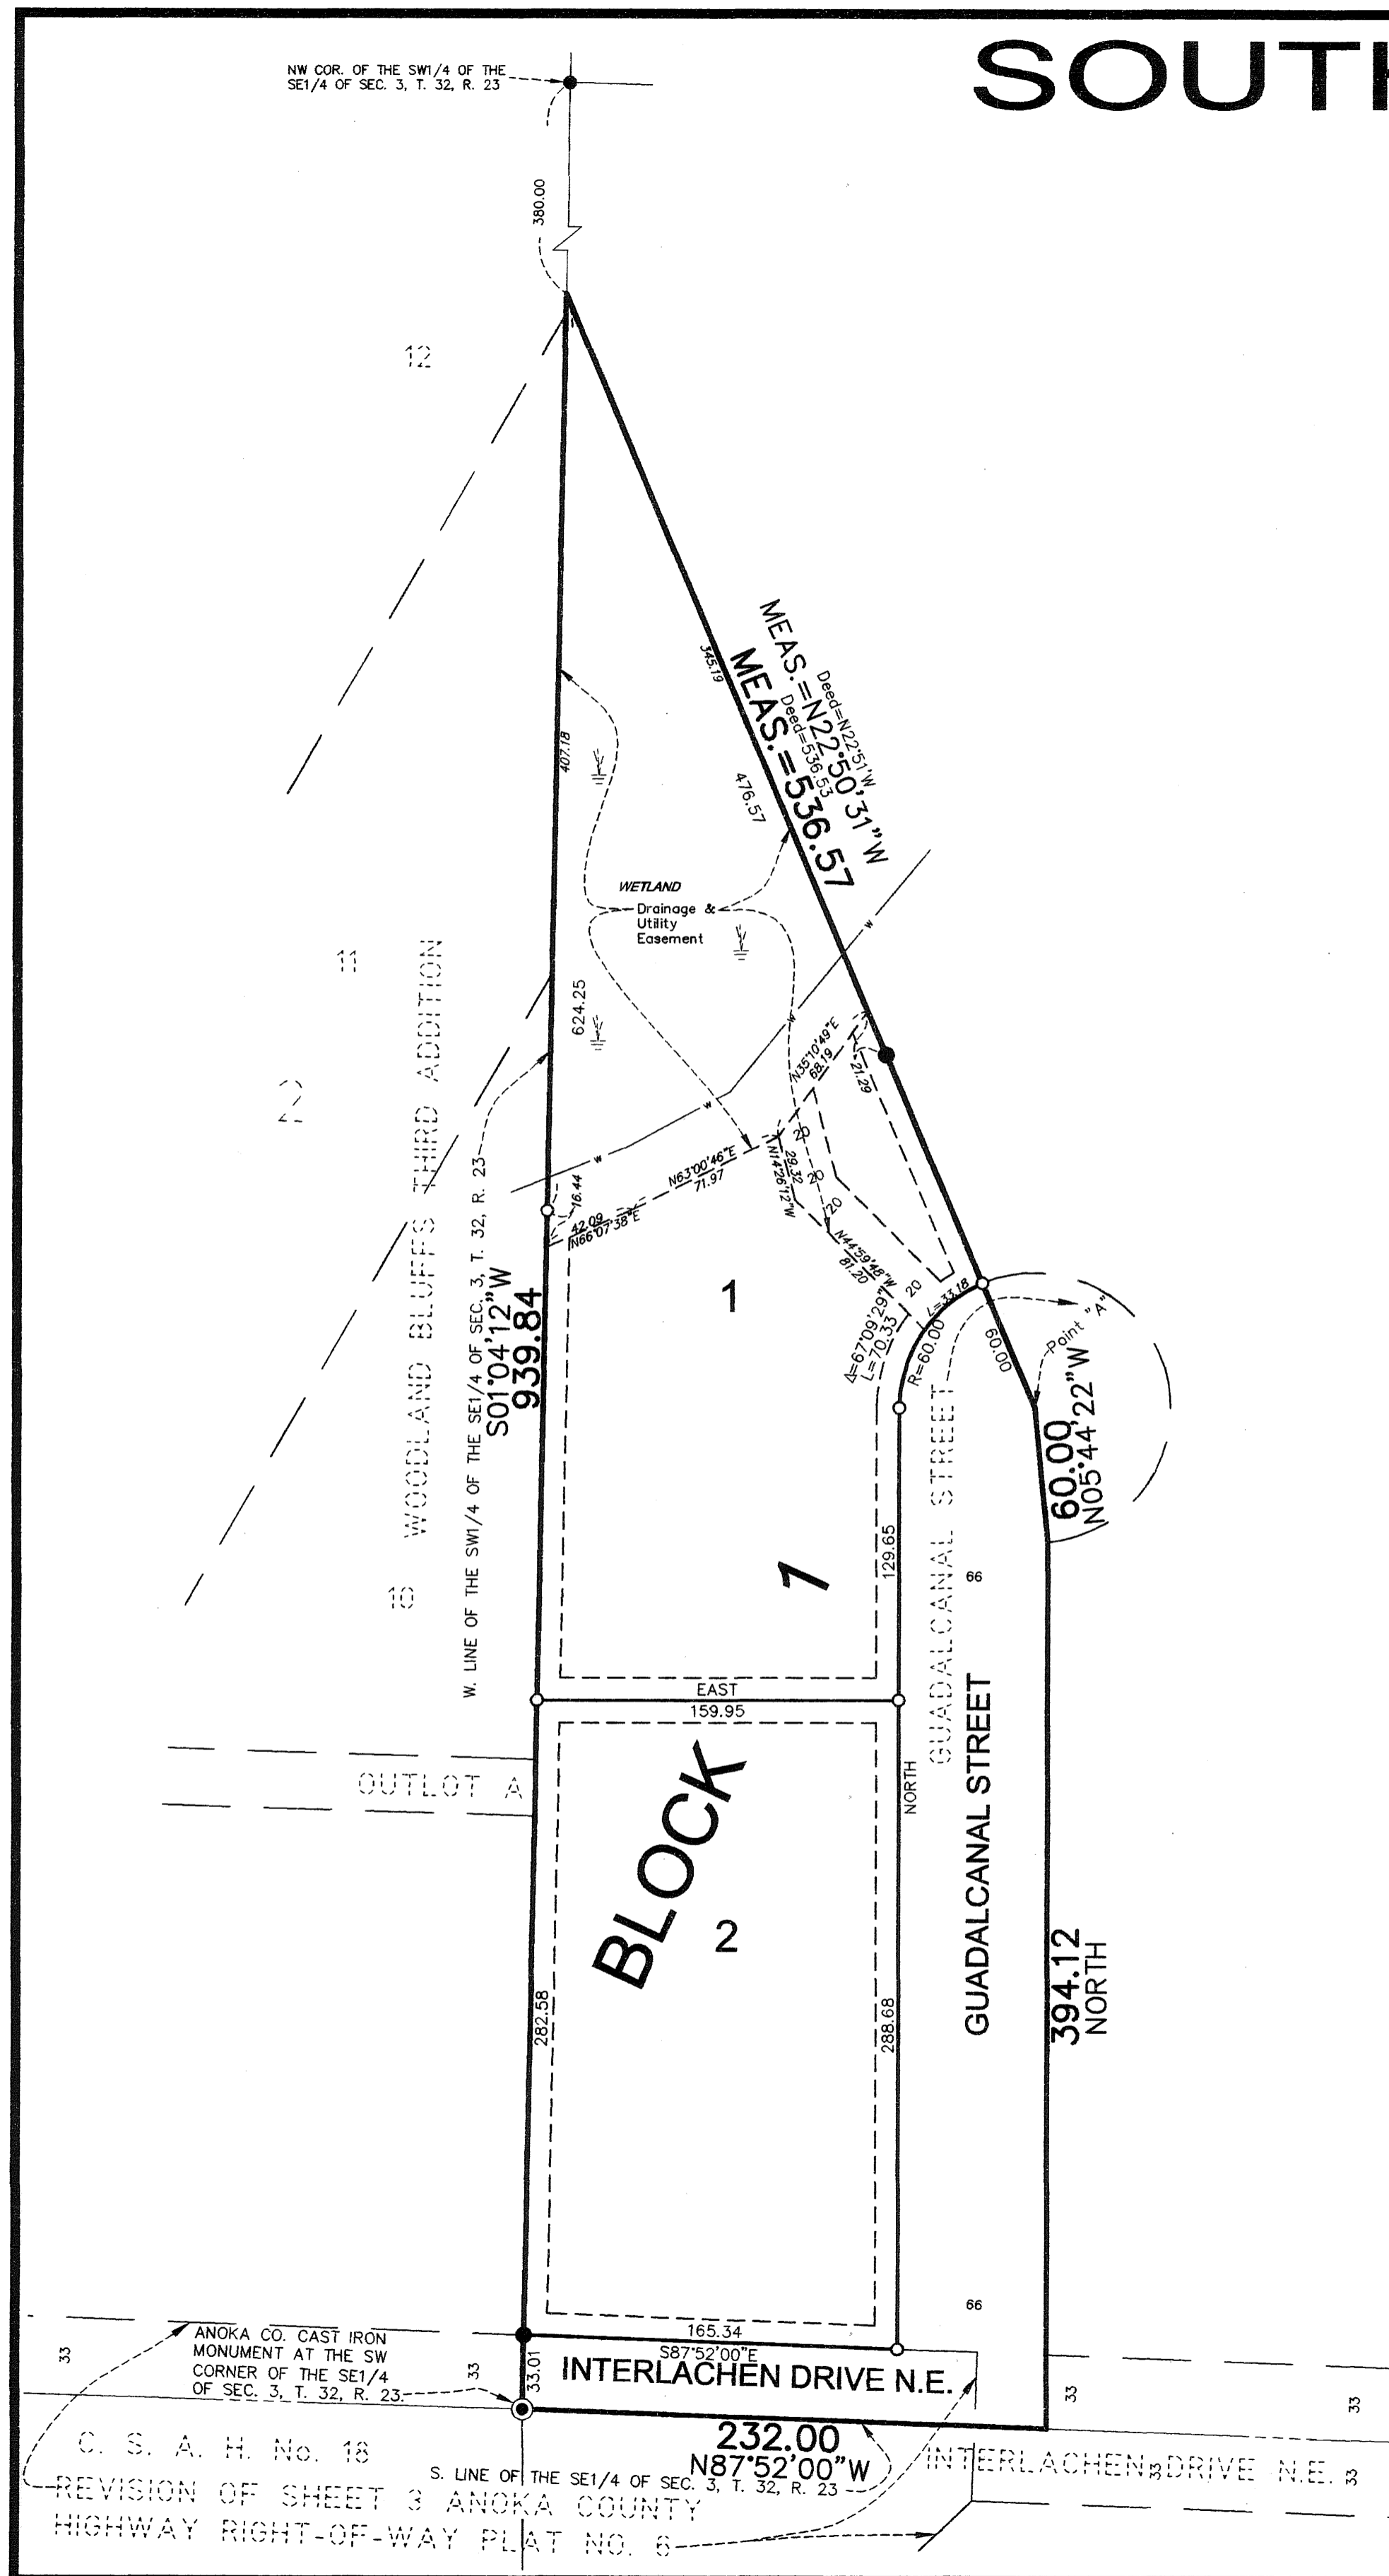 SOUTH
NW COR. OF THE SW1/4 OF THE
SE1/4 OF SEC. 3, T. 32, R. 23
380.00
12
Deed=N22°51'W
MEAS.=N22°50'31"W
Deed=536.53
MEAS.=536.57
345.19
476.57
407.18
WETLAND
Drainage &
Utility
Easement
w
w
w
w
11
624.25
2
WOODLAND BLUFFS THIRD ADDITION
W. LINE OF THE SW1/4 OF THE SE1/4 OF SEC. 3, T. 32, R. 23
S01°04'12"W
939.84
N35°10'49"E
68.19
21.29
20
29.32
N14°26'12"W
20
20
N63°00'46"E
71.97
16.44
42.09
N66°07'38"E
N44°59'48"W
81.20
20
1
Δ=67°09'29"
L=70.33
L=33.18
R=60.00
60.00
Point "A"
60.00
N05°44'22"W
129.65
GUADALCANAL STREET
66
10
1
EAST
159.95
NORTH
OUTLOT A
BLOCK
2
GUADALCANAL STREET
394.12
NORTH
282.58
288.68
66
165.34
S87°52'00"E
33.01
INTERLACHEN DRIVE N.E.
33
ANOKA CO. CAST IRON
MONUMENT AT THE SW
CORNER OF THE SE1/4
OF SEC. 3, T. 32, R. 23.
33
33
33
232.00
N87°52'00"W
S. LINE OF THE SE1/4 OF SEC. 3, T. 32, R. 23
INTERLACHEN DRIVE N.E.
33
33
C. S. A. H. No. 18
REVISION OF SHEET 3 ANOKA COUNTY
HIGHWAY RIGHT-OF-WAY PLAT NO. 6